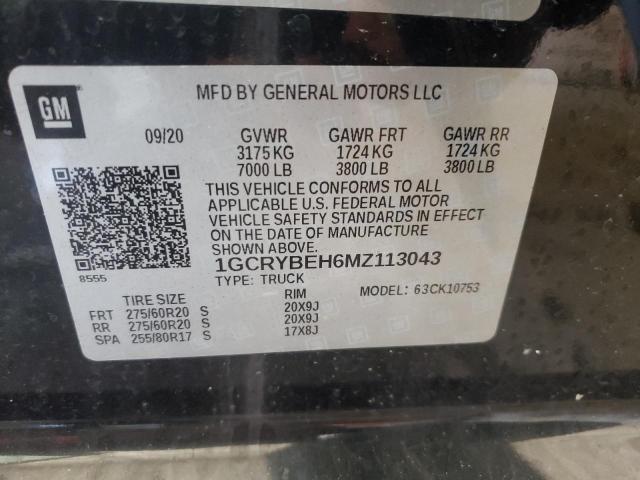 GM
MFD BY GENERAL MOTORS LLC
09/20 GVWR GAWR FRT GAWR RR
3175 KG 1724 KG 1724 KG
7000 LB 3800 LB 3800 LB
THIS VEHICLE CONFORMS TO ALL
APPLICABLE U.S. FEDERAL MOTOR
VEHICLE SAFETY STANDARDS IN EFFECT
ON THE DATE OF MANUFACTURE
SHOWN ABOVE.
1GCRYBEH6MZ113043
8555
TYPE: TRUCK MODEL: 63CK10753
TIRE SIZE RIM
FRT 275/60R20 S 20X9J
RR 275/60R20 S 20X9J
SPA 255/80R17 S 17X8J